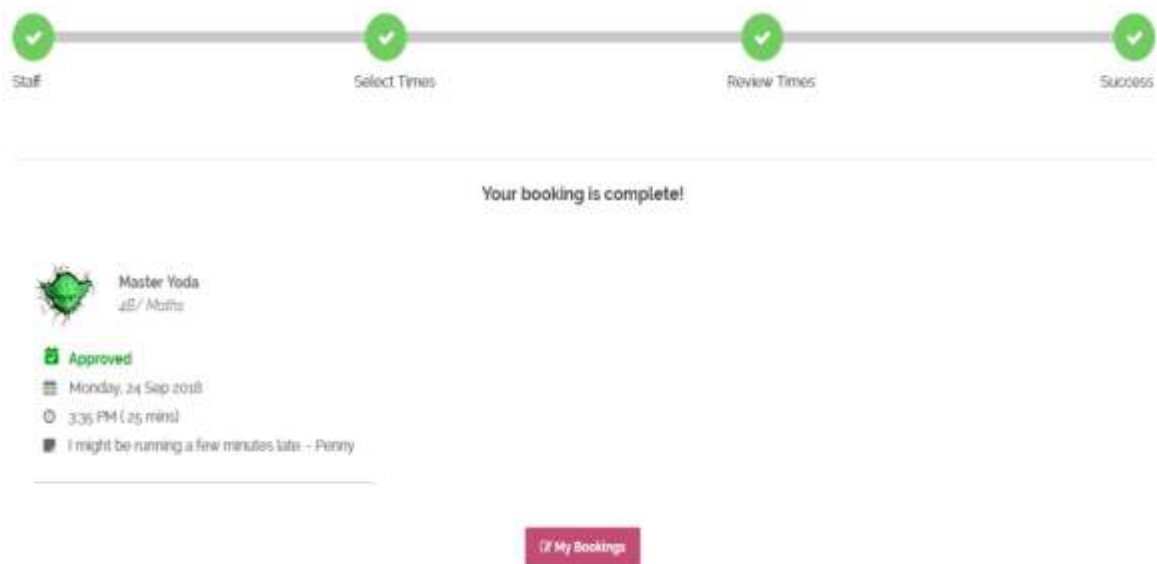 Staff
Select Times
Review Times
Success
Your booking is complete!
Master Yoda
4B/ Maths
Approved
Monday, 24 Sep 2018
3:35 PM ( 25 mins)
I might be running a few minutes late. - Penny
My Bookings